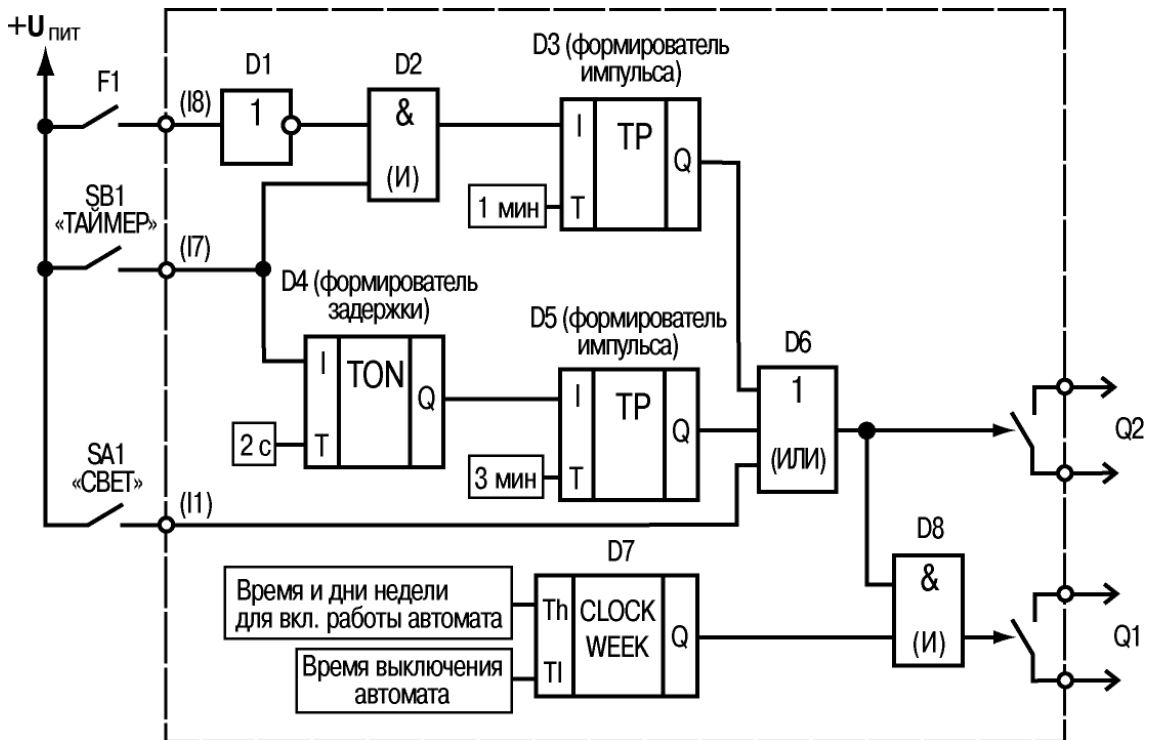 +Uпит
F1
(I8)
D1
1
D2
&
(И)
D3 (формирователь
импульса)
I
TP
Q
T
1 мин
SB1
«ТАЙМЕР»
(I7)
D4 (формирователь
задержки)
I
TON
Q
T
2 с
D5 (формирователь
импульса)
I
TP
Q
T
3 мин
D6
1
(ИЛИ)
Q2
SA1
«СВЕТ»
(I1)
D7
Время и дни недели
для вкл. работы автомата
Th
CLOCK
WEEK
Q
Tl
Время выключения
автомата
D8
&
(И)
Q1